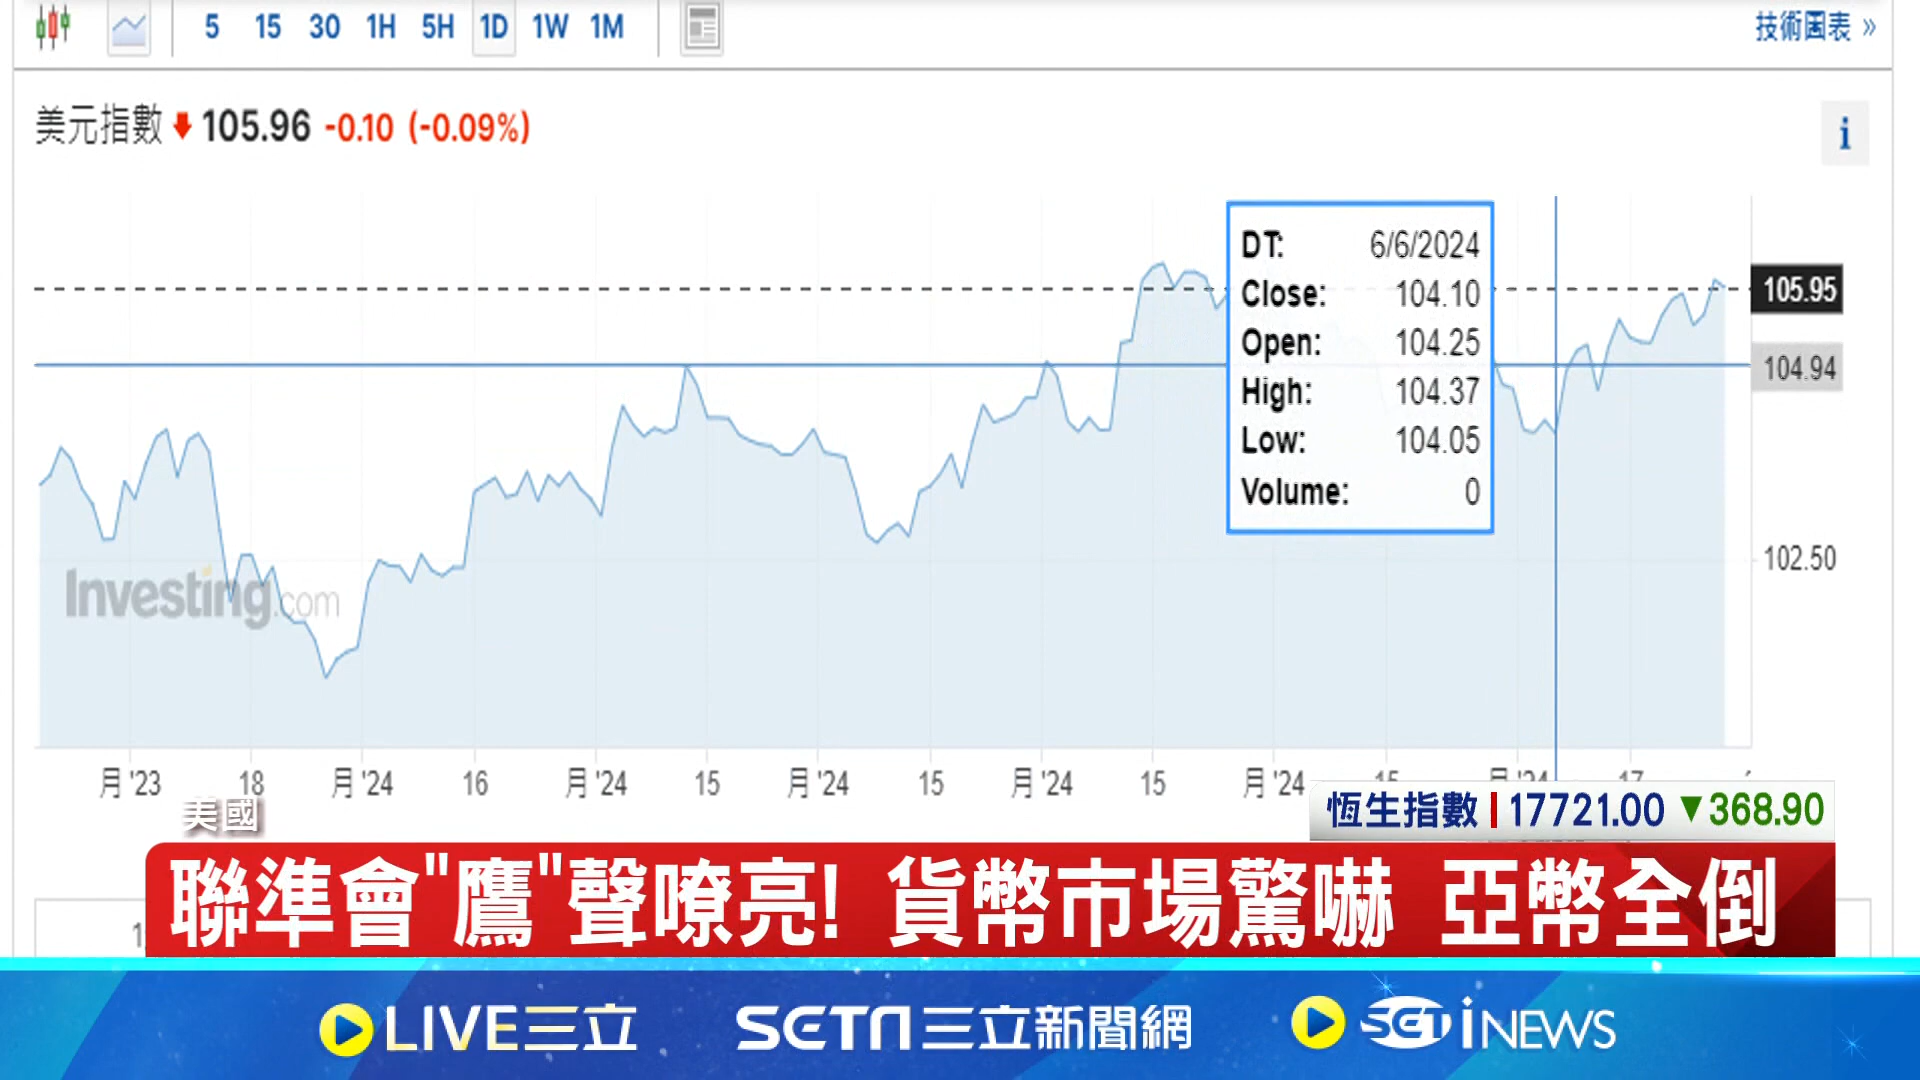 5 15 30 1H 5H 1D 1W 1M 技術圖表 »
美元指數 105.96 -0.10 (-0.09%)
i
DT: 6/6/2024
Close: 104.10
Open: 104.25
High: 104.37
Low: 104.05
Volume: 0
105.95
104.94
102.50
Investing.com
月'23 18 月'24 16 月'24 15 月'24 15 月'24 15 月'24 15 月'24 17
美國
恆生指數 17721.00 ▼368.90
聯準會"鷹"聲嘹亮! 貨幣市場驚嚇 亞幣全倒
LIVE三立 SETN三立新聞網 SET iNEWS